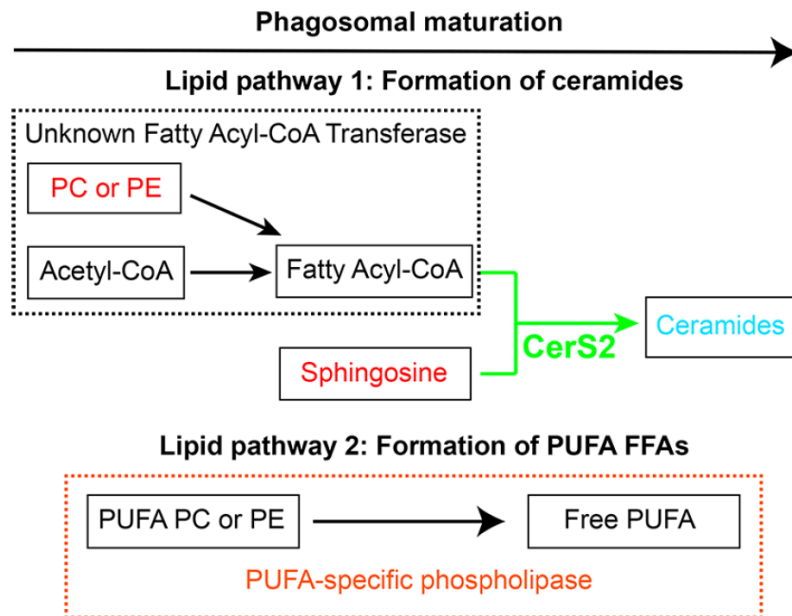 Phagosomal maturation
Lipid pathway 1: Formation of ceramides
Unknown Fatty Acyl-CoA Transferase
PC or PE
Acetyl-CoA
Fatty Acyl-CoA
Ceramides
CerS2
Sphingosine
Lipid pathway 2: Formation of PUFA FFAs
PUFA PC or PE
Free PUFA
PUFA-specific phospholipase